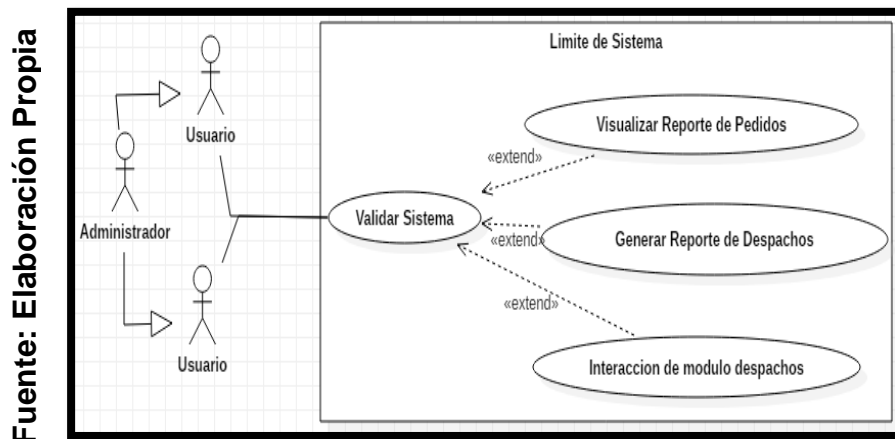 Fuente: Elaboración Propia
Limite de Sistema
Usuario
Administrador
Usuario
Validar Sistema
«extend»
Visualizar Reporte de Pedidos
«extend»
Generar Reporte de Despachos
«extend»
Interaccion de modulo despachos